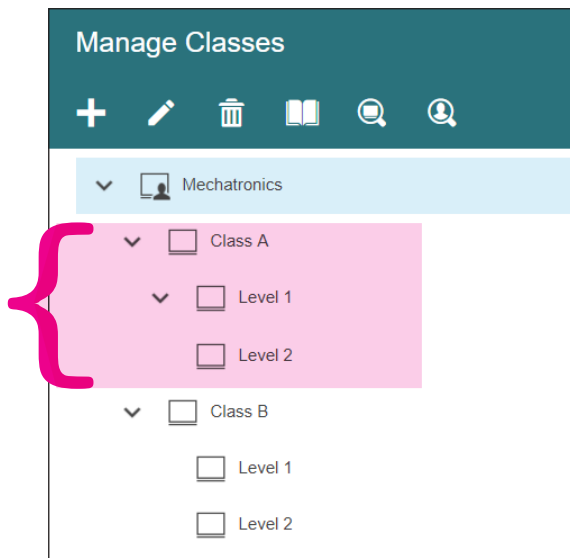 Manage Classes
Mechatronics
Class A
Level 1
Level 2
Class B
Level 1
Level 2